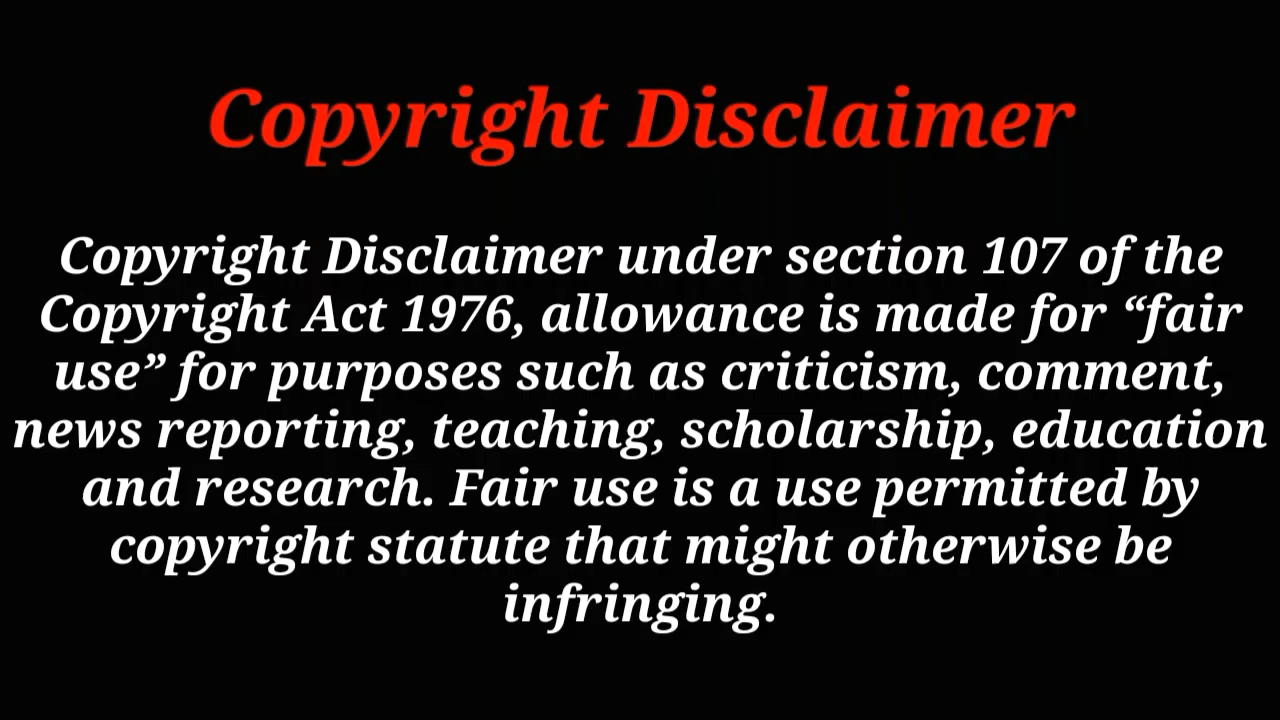 Copyright Disclaimer
Copyright Disclaimer under section 107 of the
Copyright Act 1976, allowance is made for “fair
use” for purposes such as criticism, comment,
news reporting, teaching, scholarship, education
and research. Fair use is a use permitted by
copyright statute that might otherwise be
infringing.